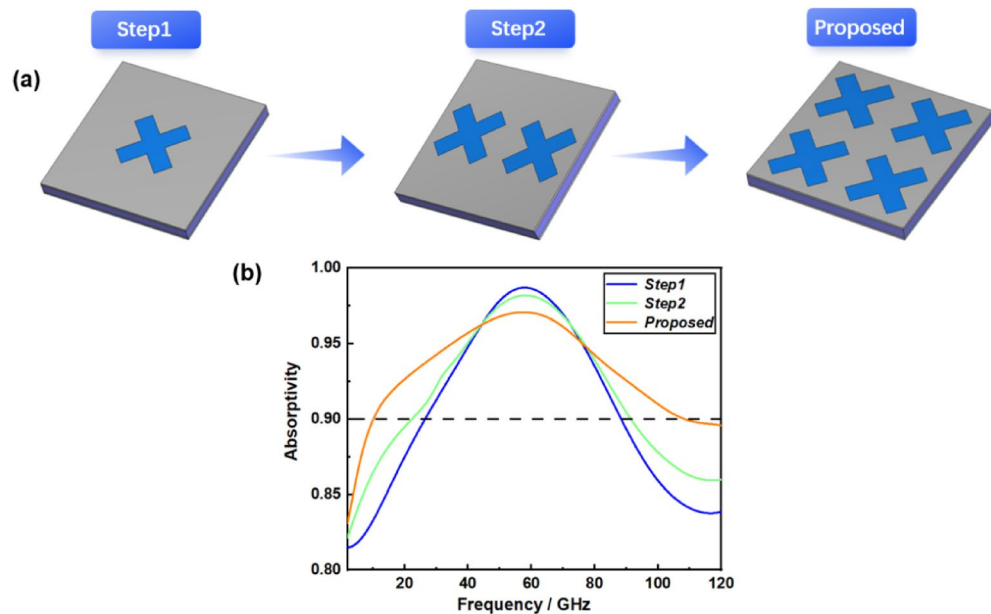 Step1
Step2
Proposed
(a)
(b)
1.00
0.95
0.90
0.85
0.80
Absorptivity
Step1
Step2
Proposed
20
40
60
80
100
120
Frequency / GHz